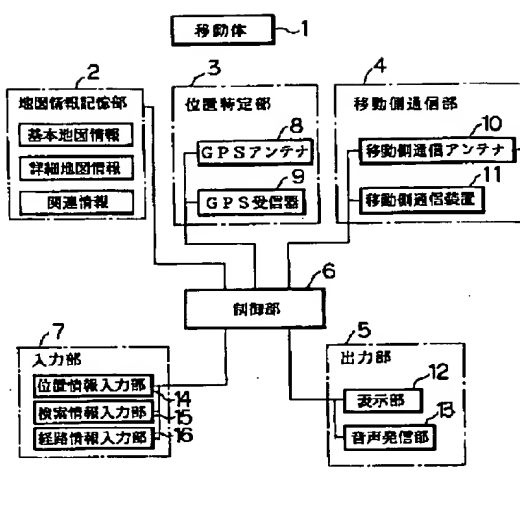 移動体 1
2
地図情報記憶部
基本地図情報
詳細地図情報
関連情報
3
位置特定部
8
GPSアンテナ
9
GPS受信器
4
移動側通信部
10
移動側通信アンテナ
11
移動側通信装置
6
制御部
7
入力部
位置情報入力部
14
検索情報入力部
15
経路情報入力部
16
5
出力部
12
表示部
13
音声発信部